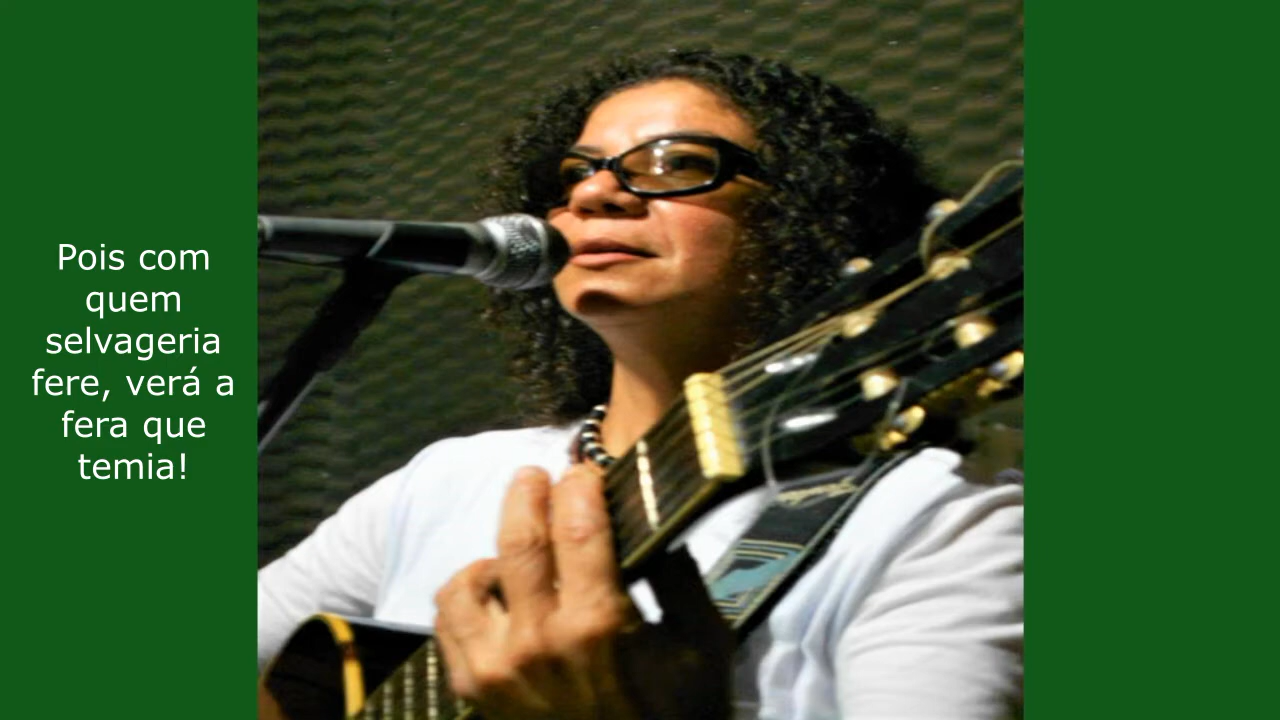 Pois com
quem
selvageria
fere, verá a
fera que
temia!